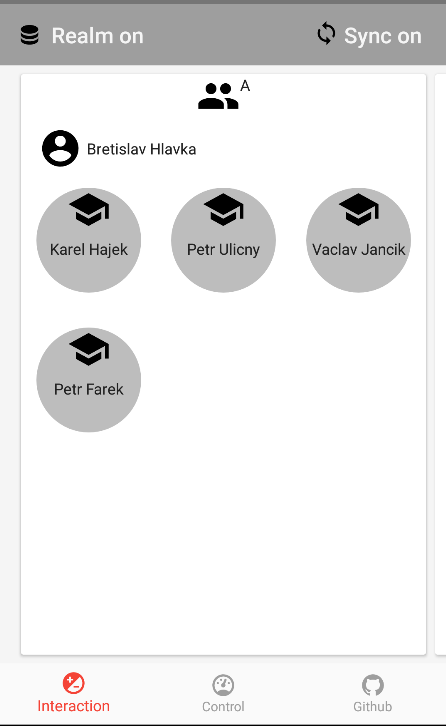 Realm on
Sync on
A
Bretislav Hlavka
Karel Hajek
Petr Ulicny
Vaclav Jancik
Petr Farek
Interaction
Control
Github